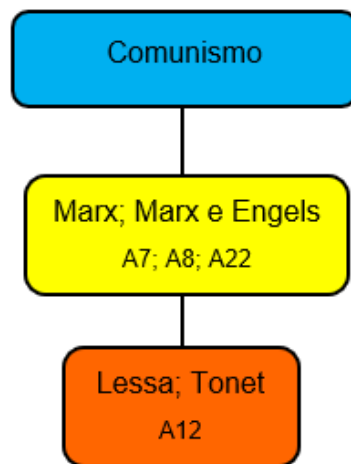 Comunismo
Marx; Marx e Engels
A7; A8; A22
Lessa; Tonet
A12